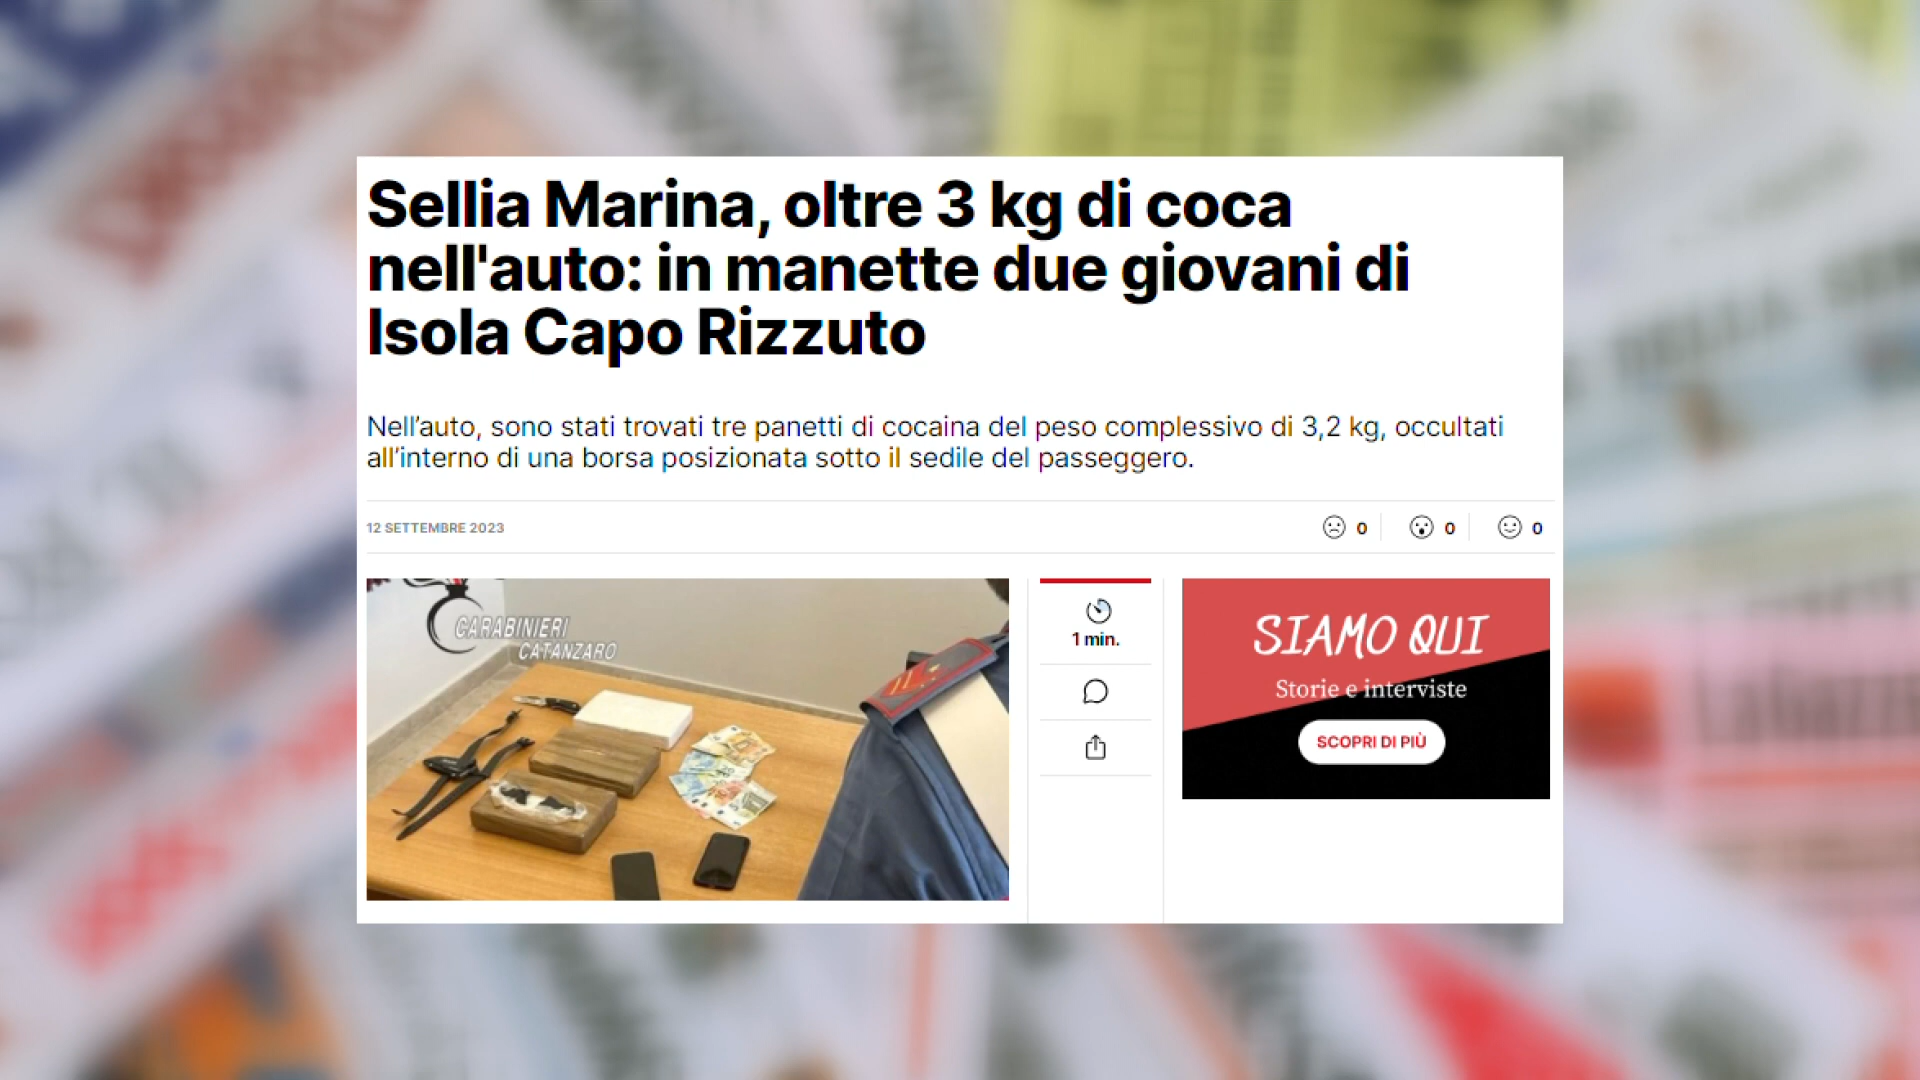 Sellia Marina, oltre 3 kg di coca
nell'auto: in manette due giovani di
Isola Capo Rizzuto
Nell’auto, sono stati trovati tre panetti di cocaina del peso complessivo di 3,2 kg, occultati
all’interno di una borsa posizionata sotto il sedile del passeggero.
12 SETTEMBRE 2023
0
0
0
CARABINIERI
CATANZARO
1 min.
SIAMO QUI
Storie e interviste
SCOPRI DI PIÙ